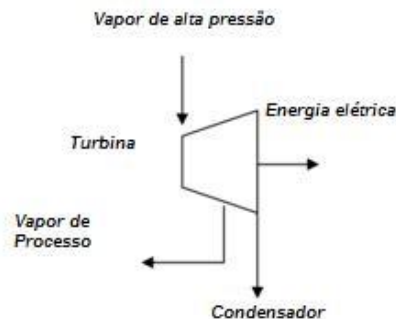 Vapor de alta pressão
Energia elétrica
Turbina
Vapor de
Processo
Condensador